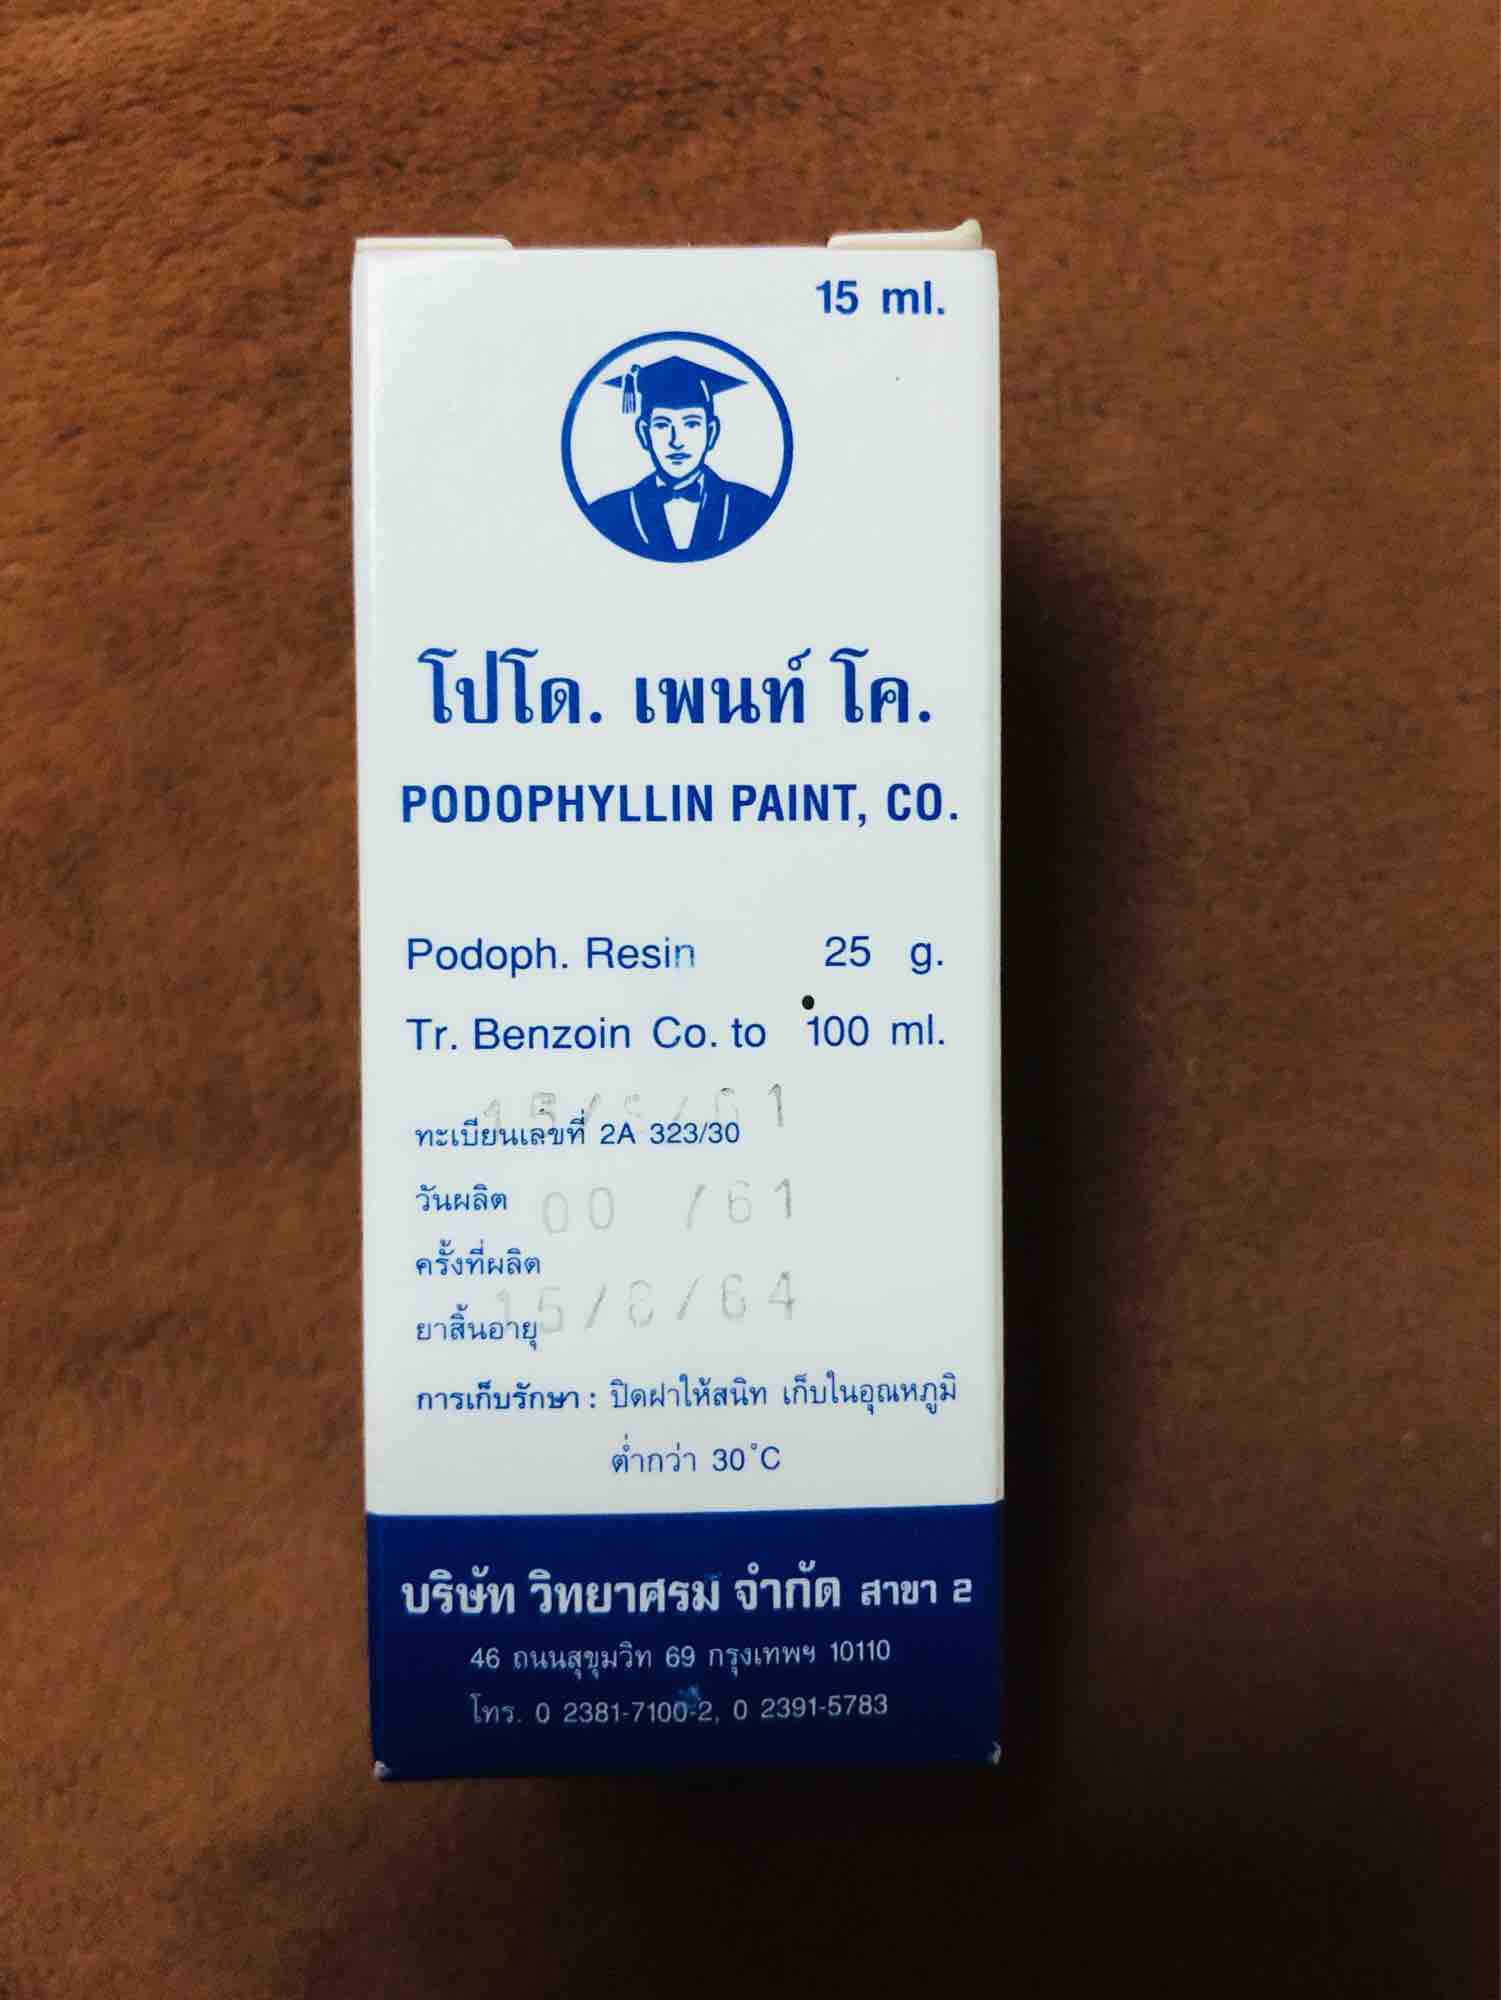 15 ml.
โปโด. เพนท์ โค.
PODOPHYLLIN PAINT, CO.
Podoph. Resin 25 g.
Tr. Benzoin Co. to 100 ml.
ทะเบียนเลขที่ 2A 323/30
วันผลิต
00 /61
ครั้งที่ผลิต
ยาสิ้นอายุ 15/8/64
การเก็บรักษา : ปิดฝาให้สนิท เก็บในอุณหภูมิ
ต่ำกว่า 30°C
บริษัท วิทยาศรม จำกัด สาขา 2
46 ถนนสุขุมวิท 69 กรุงเทพฯ 10110
โทร. 0 2381-7100-2, 0 2391-5783